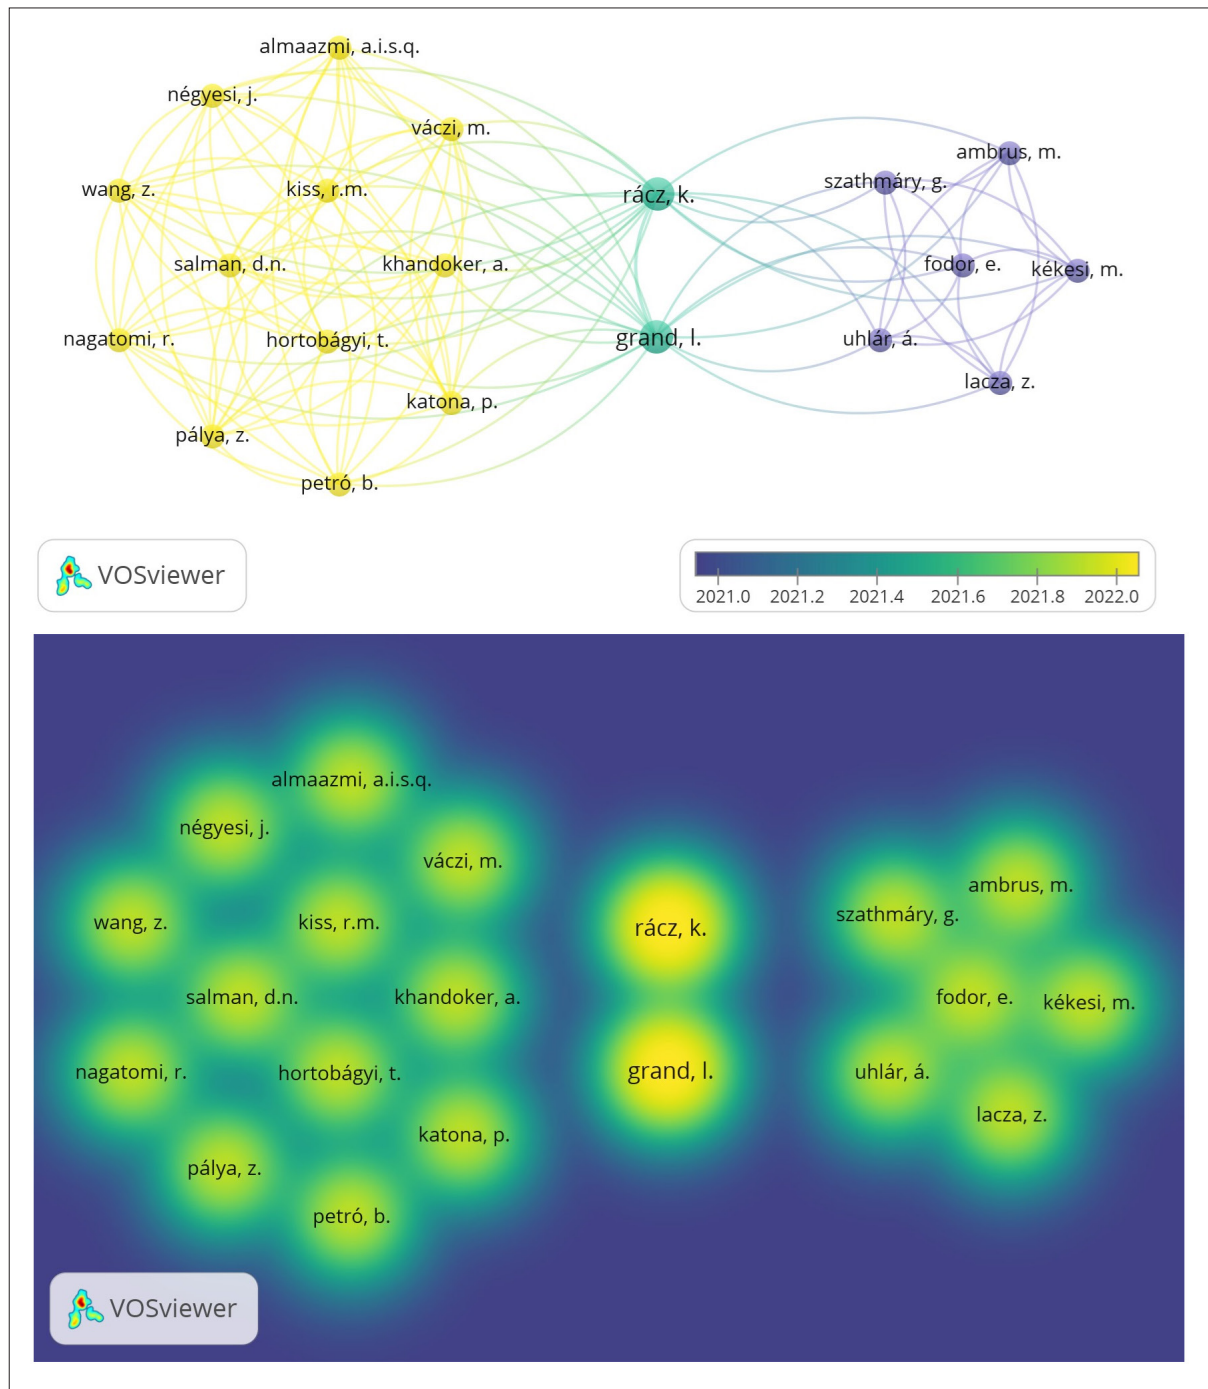 almaazmi, a.i.s.q.
négyesi, j.
váczi, m.
ambrus, m.
szathmáry, g.
wang, z.
kiss, r.m.
rácz, k.
salman, d.n.
khandoker, a.
fodor, e.
kékesi, m.
nagatomi, r.
hortobágyi, t.
grand, l.
uhlár, á.
lacza, z.
katona, p.
pálya, z.
petró, b.
VOSviewer
2021.0 2021.2 2021.4 2021.6 2021.8 2022.0
almaazmi, a.i.s.q.
négyesi, j.
váczi, m.
ambrus, m.
szathmáry, g.
wang, z.
kiss, r.m.
rácz, k.
salman, d.n.
khandoker, a.
fodor, e.
kékesi, m.
nagatomi, r.
hortobágyi, t.
grand, l.
uhlár, á.
lacza, z.
katona, p.
pálya, z.
petró, b.
VOSviewer